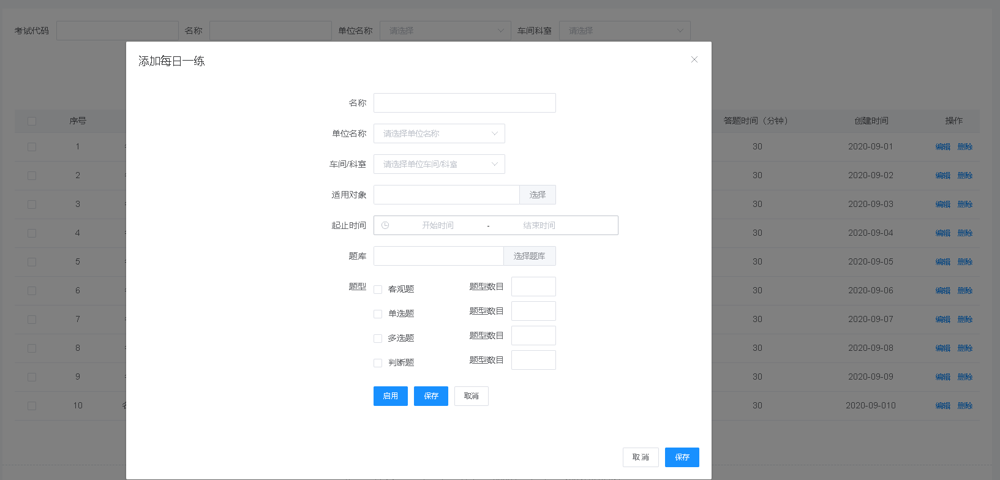 考试代码 名称 单位名称 请选择 车间科室 请选择
添加每日一练
序号 答题时间（分钟） 创建时间 操作
1 30 2020-09-01 编辑 删除
2 30 2020-09-02 编辑 删除
3 30 2020-09-03 编辑 删除
4 30 2020-09-04 编辑 删除
5 30 2020-09-05 编辑 删除
6 30 2020-09-06 编辑 删除
7 30 2020-09-07 编辑 删除
8 30 2020-09-08 编辑 删除
9 30 2020-09-09 编辑 删除
10 30 2020-09-010 编辑 删除
名称
单位名称 请选择单位名称
车间/科室 请选择单位车间/科室
适用对象 选择
起止时间 开始时间 - 结束时间
题库 选择题库
题型 客观题 题型数目
单选题 题型数目
多选题 题型数目
判断题 题型数目
启用 保存 取消
取消 保存